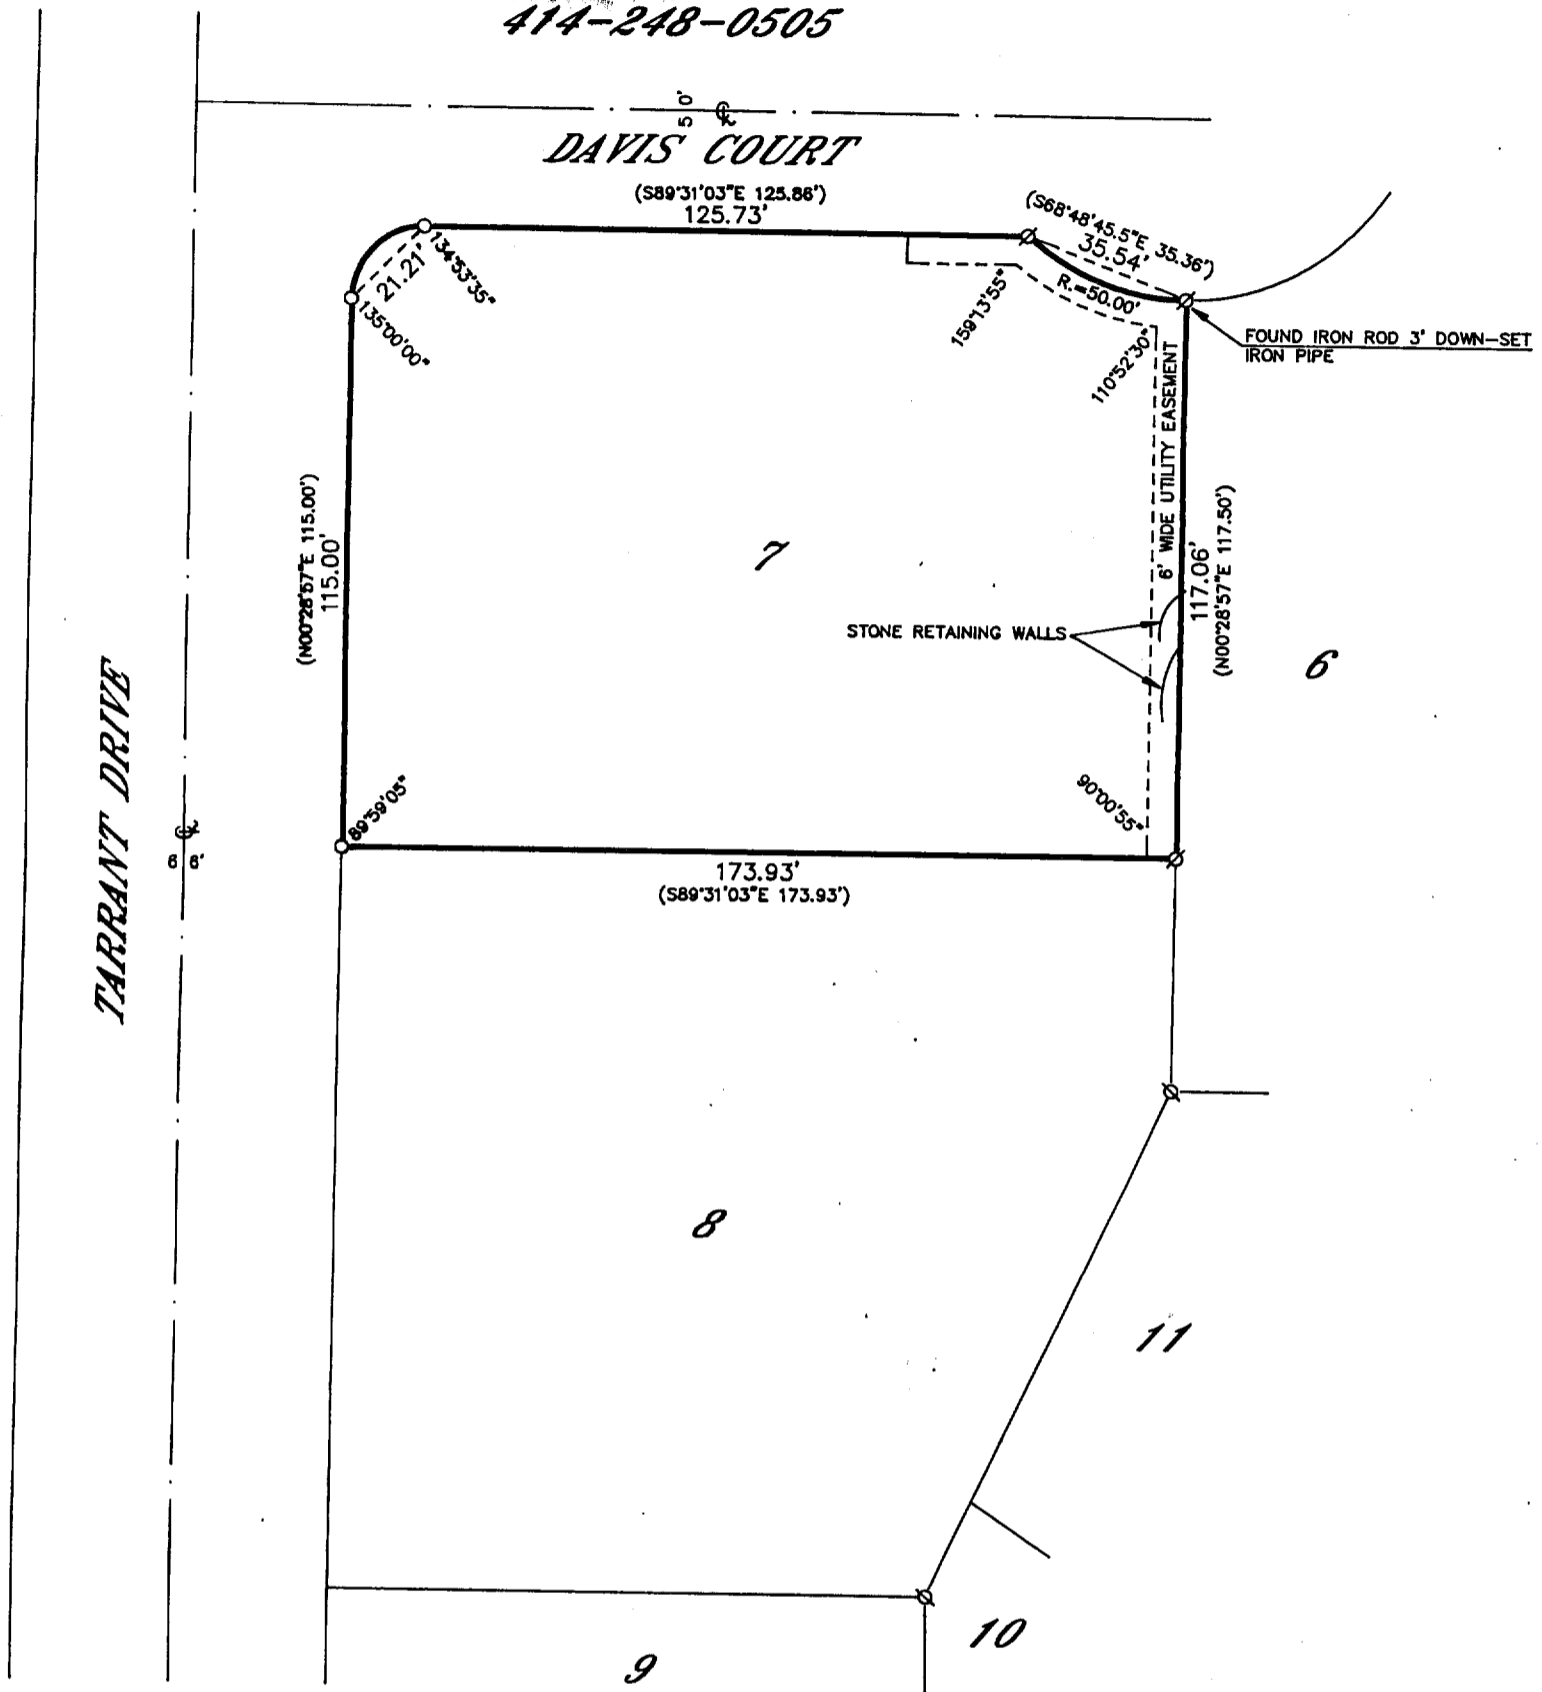 414-248-0505
50'
DAVIS COURT
(S89°31'03"E 125.86')
125.73'
(S68°48'45.5"E 35.36')
35.54'
R.=50.00'
21.21'
134°53'35"
135°00'00"
159°13'55"
110°52'30"
FOUND IRON ROD 3' DOWN-SET
IRON PIPE
6' WIDE UTILITY EASEMENT
(N00°28'57"E 115.00')
115.00'
7
117.06'
(N00°28'57"E 117.50')
STONE RETAINING WALLS
6
TARRANT DRIVE
66'
89°59'05"
90°00'55"
173.93'
(S89°31'03"E 173.93')
8
11
10
9